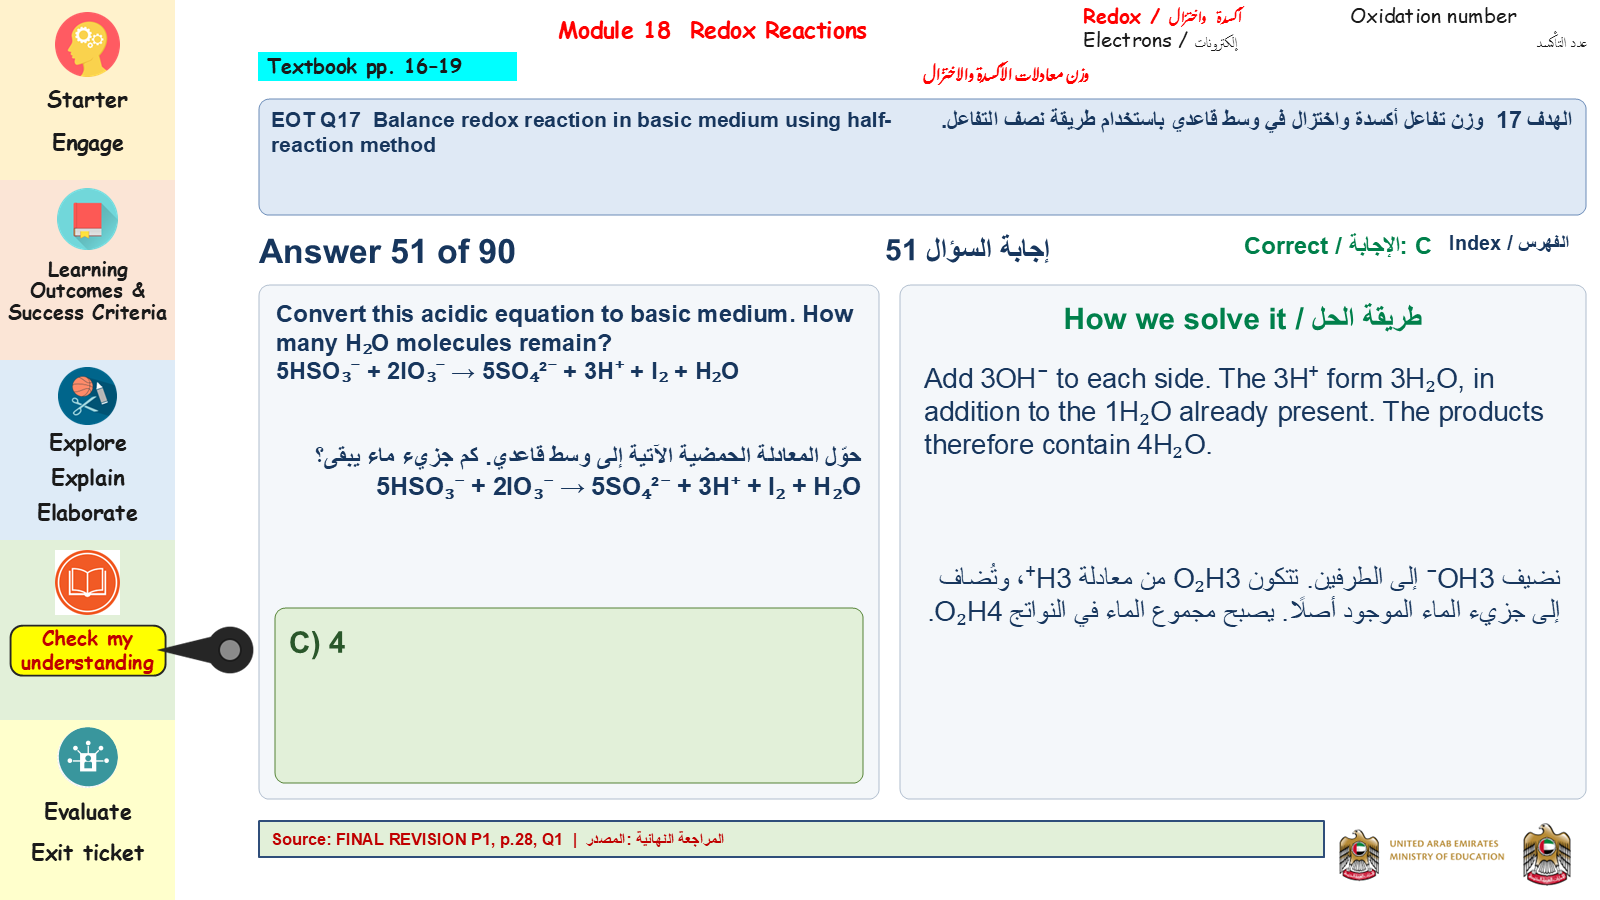 Module 18 Redox Reactions
Redox / أكسدة واختزال
Electrons / إلكترونات
Oxidation number
عدد التأكسد
Textbook pp. 16–19
وزن معادلات الأكسدة والاختزال
EOT Q17 Balance redox reaction in basic medium using half-
reaction method
الهدف 17 وزن تفاعل أكسدة واختزال في وسط قاعدي باستخدام طريقة نصف التفاعل.
Answer 51 of 90
إجابة السؤال 51
Correct / الإجابة: C
Index / الفهرس
Convert this acidic equation to basic medium. How
many H₂O molecules remain?
5HSO₃⁻ + 2IO₃⁻ → 5SO₄²⁻ + 3H⁺ + I₂ + H₂O
حوّل المعادلة الحمضية الآتية إلى وسط قاعدي. كم جزيء ماء يبقى؟
5HSO₃⁻ + 2IO₃⁻ → 5SO₄²⁻ + 3H⁺ + I₂ + H₂O
C) 4
How we solve it / طريقة الحل
Add 3OH⁻ to each side. The 3H⁺ form 3H₂O, in
addition to the 1H₂O already present. The products
therefore contain 4H₂O.
نضيف 3OH⁻ إلى الطرفين. تتكون 3H₂O من معادلة 3H⁺، وتُضاف
إلى جزيء الماء الموجود أصلًا. يصبح مجموع الماء في النواتج 4H₂O.
Source: FINAL REVISION P1, p.28, Q1 | المراجعة النهائية :المصدر
Starter
Engage
Learning
Outcomes &
Success Criteria
Explore
Explain
Elaborate
Check my
understanding
Evaluate
Exit ticket
UNITED ARAB EMIRATES
MINISTRY OF EDUCATION